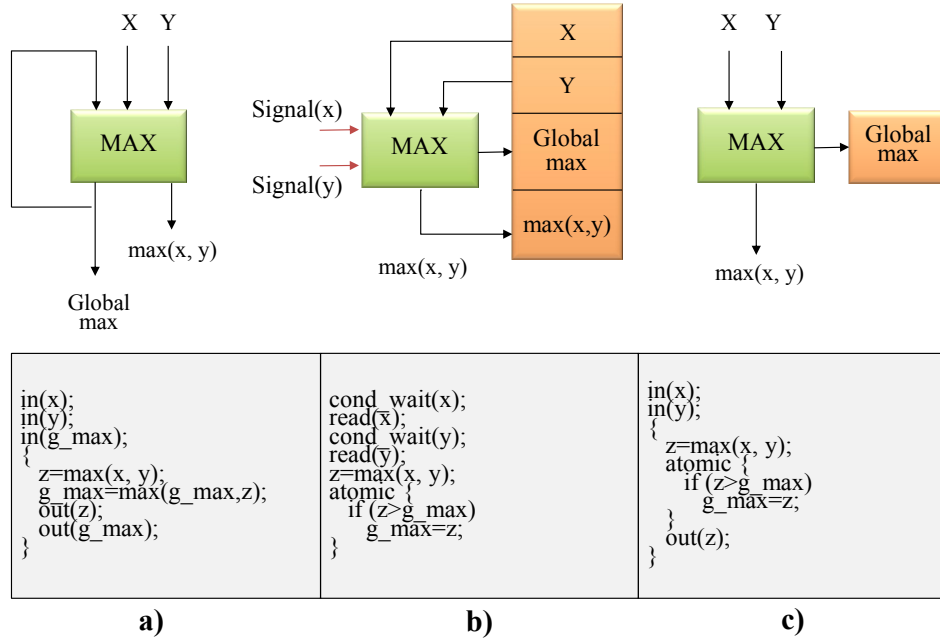 X Y
MAX
max(x, y)
Global
max
Signal(x)
Signal(y)
MAX
max(x, y)
X
Y
Global
max
max(x,y)
X Y
MAX
Global
max
max(x, y)
in(x);
in(y);
in(g_max);
{
z=max(x, y);
g_max=max(g_max,z);
out(z);
out(g_max);
}
cond_wait(x);
read(x);
cond_wait(y);
read(y);
z=max(x, y);
atomic {
if (z>g_max)
g_max=z;
}
in(x);
in(y);
{
z=max(x, y);
atomic {
if (z>g_max)
g_max=z;
}
out(z);
}
a)
b)
c)